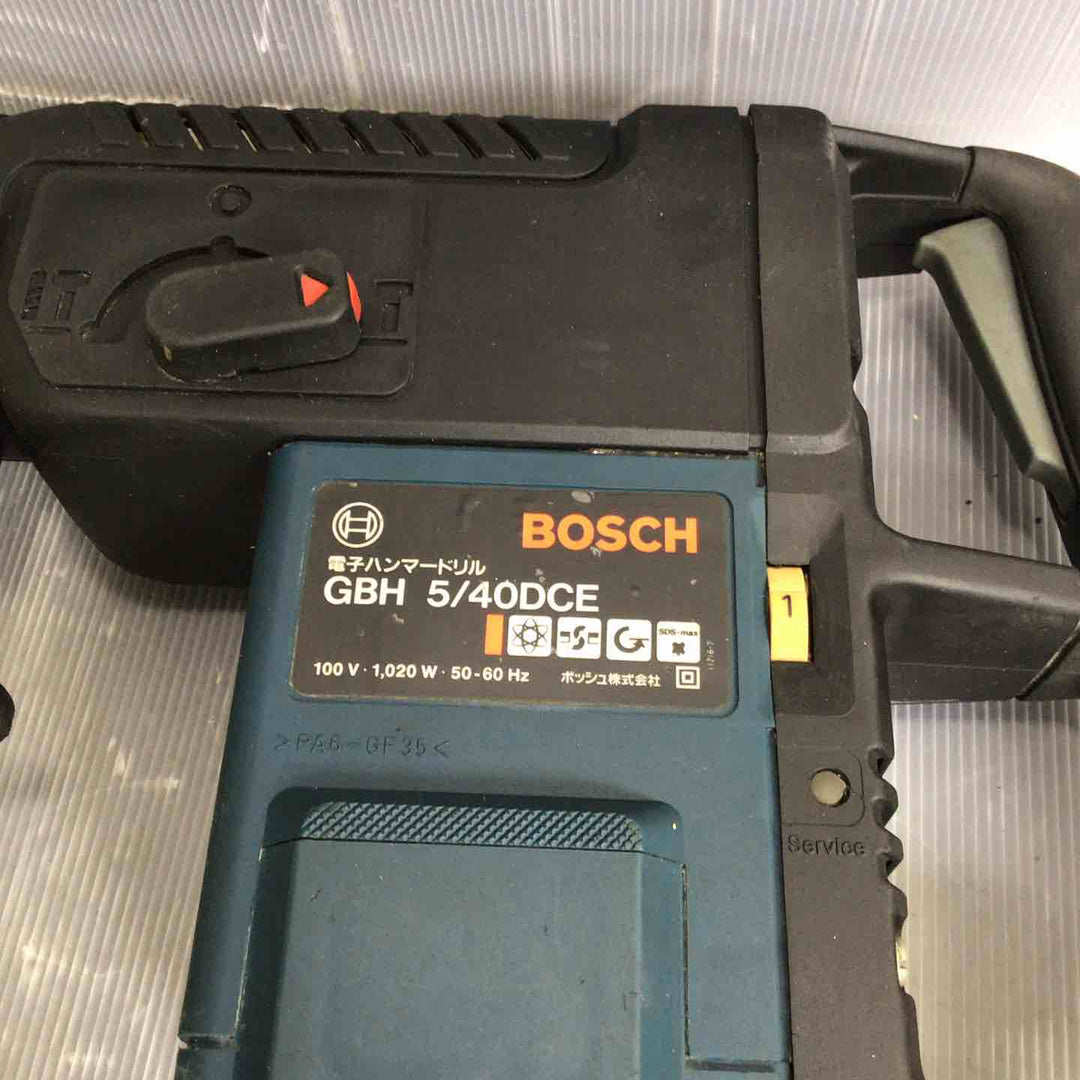 BOSCH
電子ハンマードリル
GBH 5/40DCE
SDS-max
100 V · 1,020 W · 50-60 Hz
ボッシュ株式会社
1
>PA6-GF35<
Service